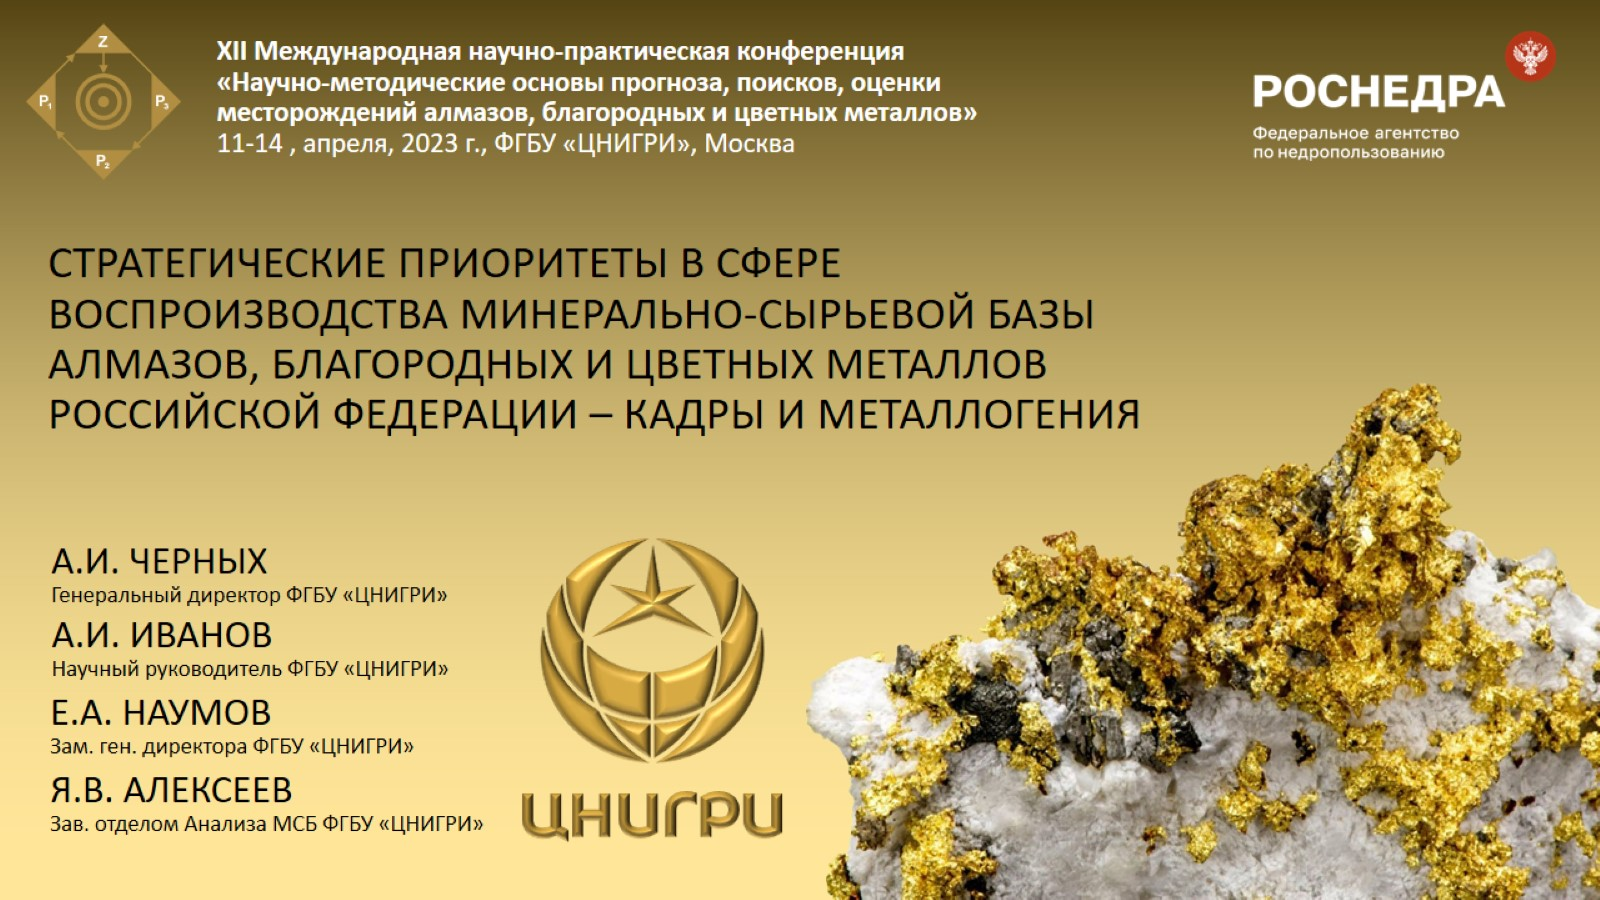 Z
P₁
P₃
P₂
XII Международная научно-практическая конференция
«Научно-методические основы прогноза, поисков, оценки
месторождений алмазов, благородных и цветных металлов»
11-14 , апреля, 2023 г., ФГБУ «ЦНИГРИ», Москва
РОСНЕДРА
Федеральное агентство
по недропользованию
СТРАТЕГИЧЕСКИЕ ПРИОРИТЕТЫ В СФЕРЕ
ВОСПРОИЗВОДСТВА МИНЕРАЛЬНО-СЫРЬЕВОЙ БАЗЫ
АЛМАЗОВ, БЛАГОРОДНЫХ И ЦВЕТНЫХ МЕТАЛЛОВ
РОССИЙСКОЙ ФЕДЕРАЦИИ – КАДРЫ И МЕТАЛЛОГЕНИЯ
А.И. ЧЕРНЫХ
Генеральный директор ФГБУ «ЦНИГРИ»
А.И. ИВАНОВ
Научный руководитель ФГБУ «ЦНИГРИ»
Е.А. НАУМОВ
Зам. ген. директора ФГБУ «ЦНИГРИ»
Я.В. АЛЕКСЕЕВ
Зав. отделом Анализа МСБ ФГБУ «ЦНИГРИ»
ЦНИГРИ